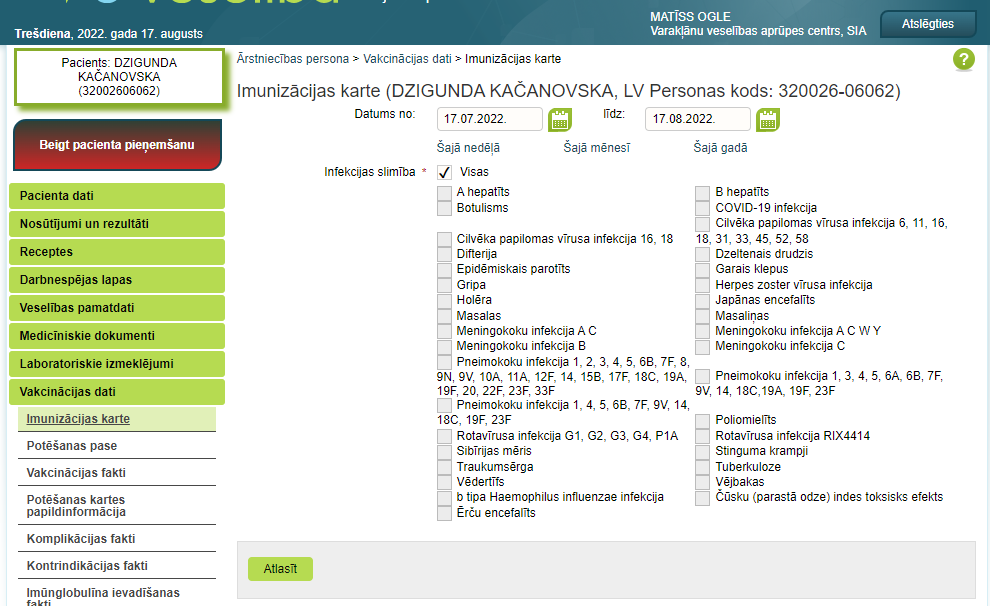 Trešdiena, 2022. gada 17. augusts
MATĪSS OGLE
Varakļānu veselības aprūpes centrs, SIA
Atslēgties
Pacients: DZIGUNDA
KAČANOVSKA
(32002606062)
Beigt pacienta pieņemšanu
Pacienta dati
Nosūtījumi un rezultāti
Receptes
Darbnespējas lapas
Veselības pamatdati
Medicīniskie dokumenti
Laboratoriskie izmeklējumi
Vakcinācijas dati
Imunizācijas karte
Potēšanas pase
Vakcinācijas fakti
Potēšanas kartes
papildinformācija
Komplikācijas fakti
Kontrindikācijas fakti
Imūnglobulīna ievadīšanas
fakti
Ārstniecības persona > Vakcinācijas dati > Imunizācijas karte
?
Imunizācijas karte (DZIGUNDA KAČANOVSKA, LV Personas kods: 320026-06062)
Datums no: 17.07.2022. līdz: 17.08.2022.
Šajā nedēļā Šajā mēnesī Šajā gadā
Infekcijas slimība * Visas
A hepatīts B hepatīts
Botulisms COVID-19 infekcija
Cilvēka papilomas vīrusa infekcija 6, 11, 16,
Cilvēka papilomas vīrusa infekcija 16, 18 18, 31, 33, 45, 52, 58
Difterija Dzeltenais drudzis
Epidēmiskais parotīts Garais klepus
Gripa Herpes zoster vīrusa infekcija
Holēra Japānas encefalīts
Masalas Masaliņas
Meningokoku infekcija A C Meningokoku infekcija A C W Y
Meningokoku infekcija B Meningokoku infekcija C
Pneimokoku infekcija 1, 2, 3, 4, 5, 6B, 7F, 8,
9N, 9V, 10A, 11A, 12F, 14, 15B, 17F, 18C, 19A, Pneimokoku infekcija 1, 3, 4, 5, 6A, 6B, 7F,
19F, 20, 22F, 23F, 33F 9V, 14, 18C,19A, 19F, 23F
Pneimokoku infekcija 1, 4, 5, 6B, 7F, 9V, 14,
18C, 19F, 23F Poliomielīts
Rotavīrusa infekcija G1, G2, G3, G4, P1A Rotavīrusa infekcija RIX4414
Sibīrijas mēris Stinguma krampji
Traukumsērga Tuberkuloze
Vēdertīfs Vējbakas
b tipa Haemophilus influenzae infekcija Čūsku (parastā odze) indes toksisks efekts
Ērču encefalīts
Atlasīt